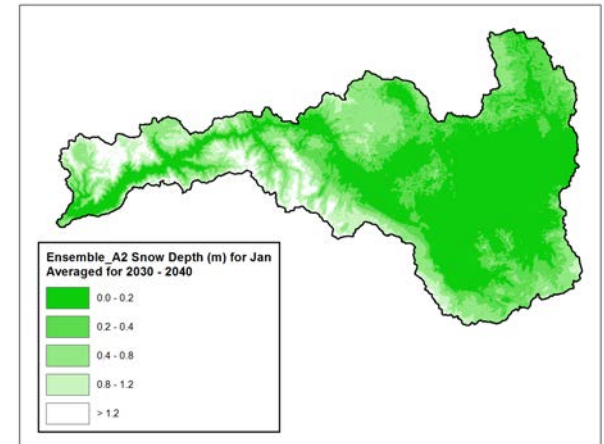 Ensemble_A2 Snow Depth (m) for Jan
Averaged for 2030 - 2040
0.0 - 0.2
0.2 - 0.4
0.4 - 0.8
0.8 - 1.2
> 1.2